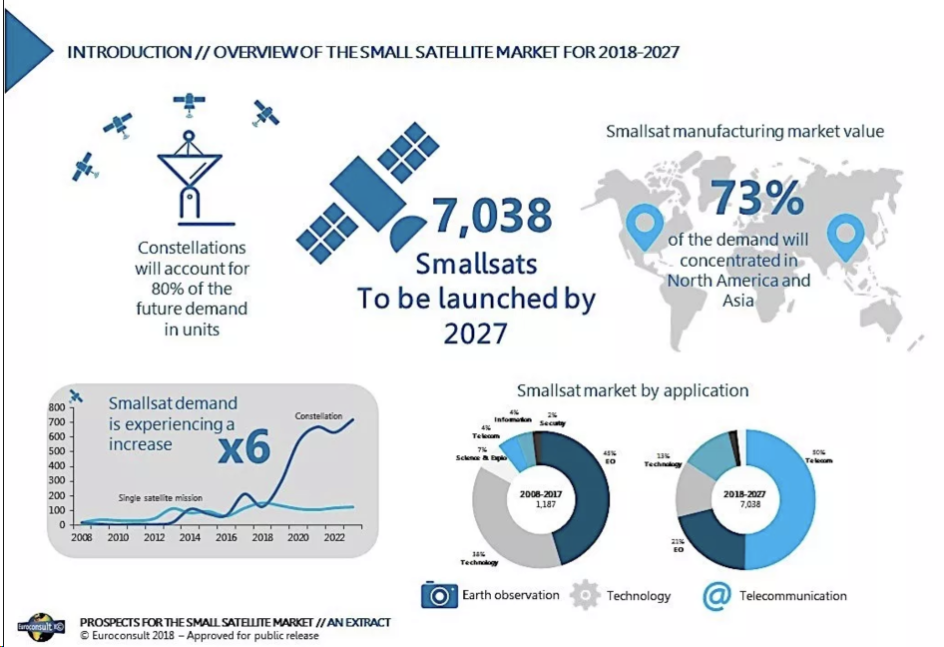 INTRODUCTION // OVERVIEW OF THE SMALL SATELLITE MARKET FOR 2018-2027
Constellations
will account for
80% of the
future demand
in units
7,038
Smallsats
To be launched by
2027
Smallsat manufacturing market value
73%
of the demand will
concentrated in
North America and
Asia
Smallsat demand
is experiencing a
increase
x6
Constellation
Single satellite mission
800
700
600
500
400
300
200
100
0
2008 2010 2012 2014 2016 2018 2020 2022
Smallsat market by application
4%
Information
2%
Security
4%
Telecom
7%
Science & Explo
EO
38%
Technology
2008-2017
1,187
13%
Technology
50%
Telecom
21%
EO
2018-2027
7,038
Earth observation
Technology
Telecommunication
euroconsult
PROSPECTS FOR THE SMALL SATELLITE MARKET // AN EXTRACT
© Euroconsult 2018 – Approved for public release